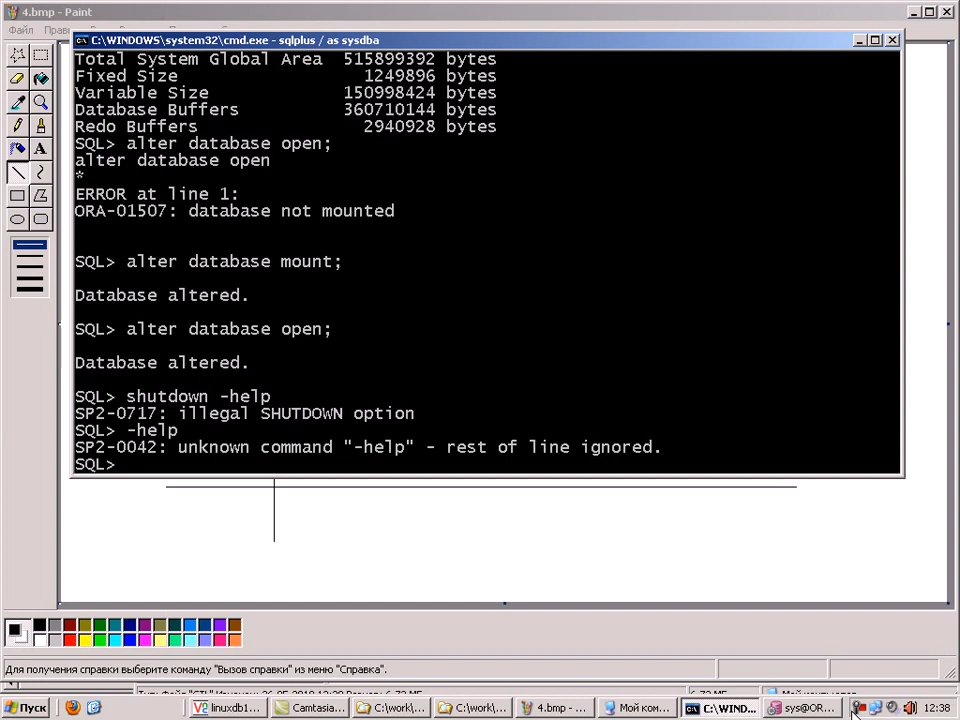 4.bmp - Paint
Файл
C:\WINDOWS\system32\cmd.exe - sqlplus / as sysdba
Total System Global Area 515899392 bytes
Fixed Size 1249896 bytes
Variable Size 150998424 bytes
Database Buffers 360710144 bytes
Redo Buffers 2940928 bytes
SQL> alter database open;
alter database open
*
ERROR at line 1:
ORA-01507: database not mounted
SQL> alter database mount;
Database altered.
SQL> alter database open;
Database altered.
SQL> shutdown -help
SP2-0717: illegal SHUTDOWN option
SQL> -help
SP2-0042: unknown command "-help" - rest of line ignored.
SQL>
A
Для получения справки выберите команду "Вызов справки" из меню "Справка".
Пуск
linuxdb1...
Camtasia...
C:\work\...
C:\work\...
4.bmp - ...
Мой ком...
C:\WIND...
sys@OR...
12:38